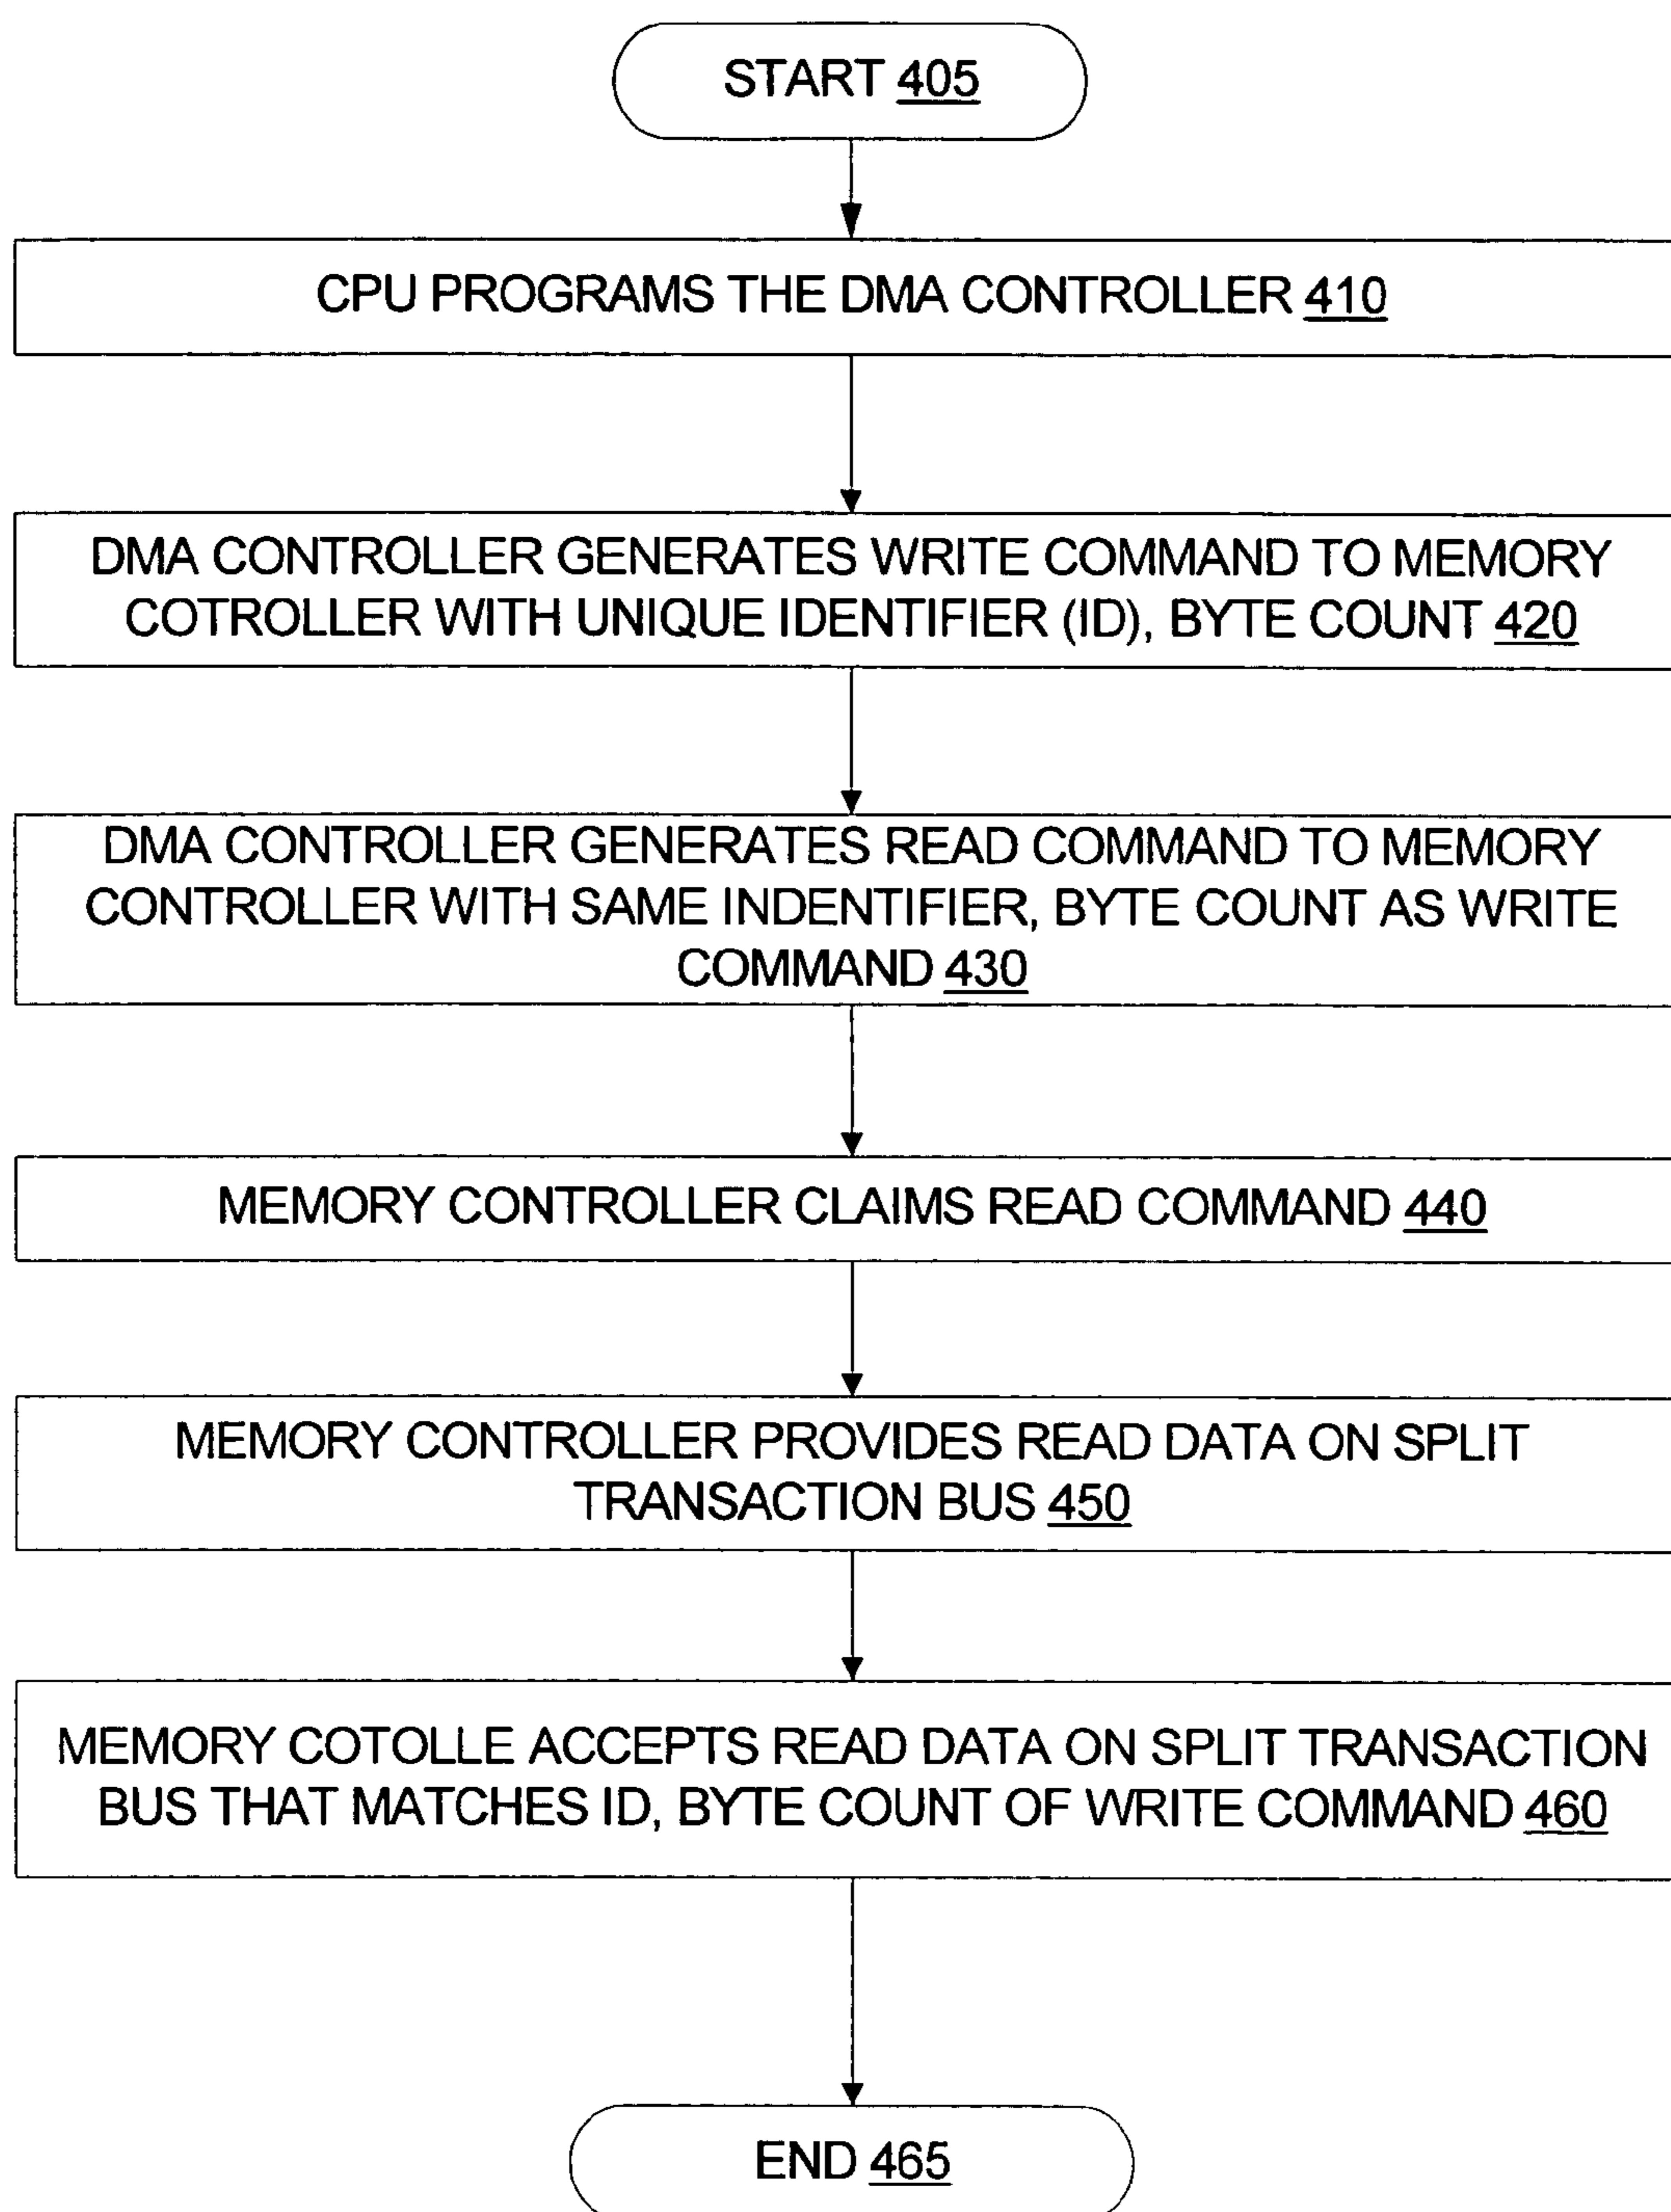 START 405
CPU PROGRAMS THE DMA CONTROLLER 410
DMA CONTROLLER GENERATES WRITE COMMAND TO MEMORY
COTROLLER WITH UNIQUE IDENTIFIER (ID), BYTE COUNT 420
DMA CONTROLLER GENERATES READ COMMAND TO MEMORY
CONTROLLER WITH SAME INDENTIFIER, BYTE COUNT AS WRITE
COMMAND 430
MEMORY CONTROLLER CLAIMS READ COMMAND 440
MEMORY CONTROLLER PROVIDES READ DATA ON SPLIT
TRANSACTION BUS 450
MEMORY COTOLLE ACCEPTS READ DATA ON SPLIT TRANSACTION
BUS THAT MATCHES ID, BYTE COUNT OF WRITE COMMAND 460
END 465